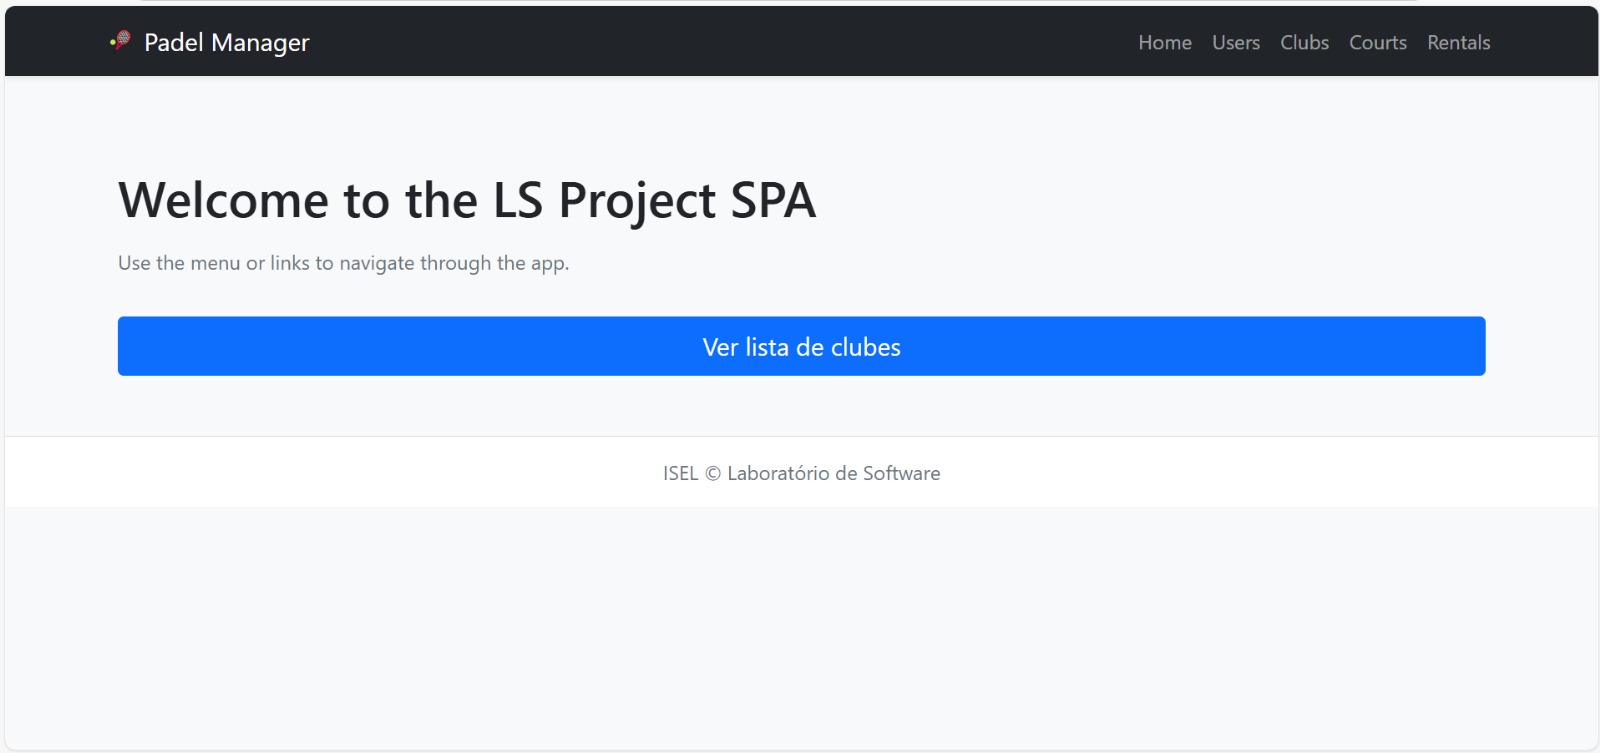 Padel Manager
Home Users Clubs Courts Rentals
Welcome to the LS Project SPA
Use the menu or links to navigate through the app.
Ver lista de clubes
ISEL © Laboratório de Software